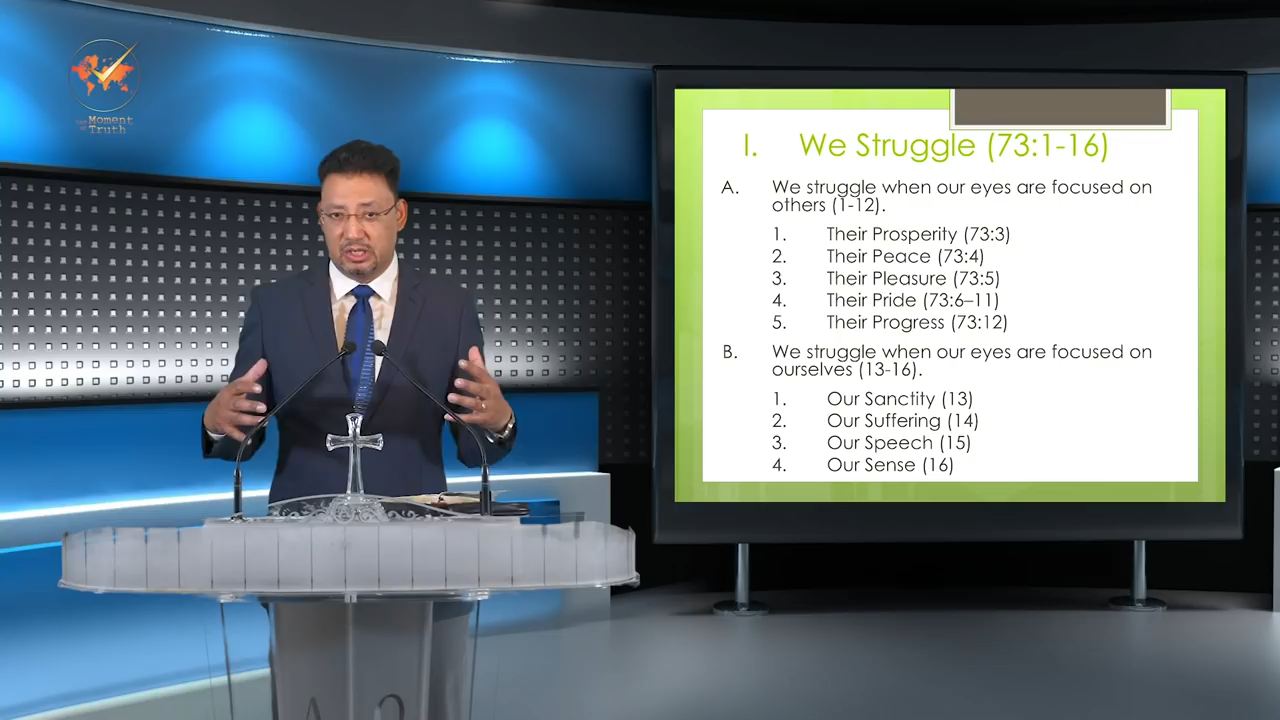 The Moment
of Truth
I. We Struggle (73:1-16)
A. We struggle when our eyes are focused on
others (1-12).
1. Their Prosperity (73:3)
2. Their Peace (73:4)
3. Their Pleasure (73:5)
4. Their Pride (73:6–11)
5. Their Progress (73:12)
B. We struggle when our eyes are focused on
ourselves (13-16).
1. Our Sanctity (13)
2. Our Suffering (14)
3. Our Speech (15)
4. Our Sense (16)
Α Ω